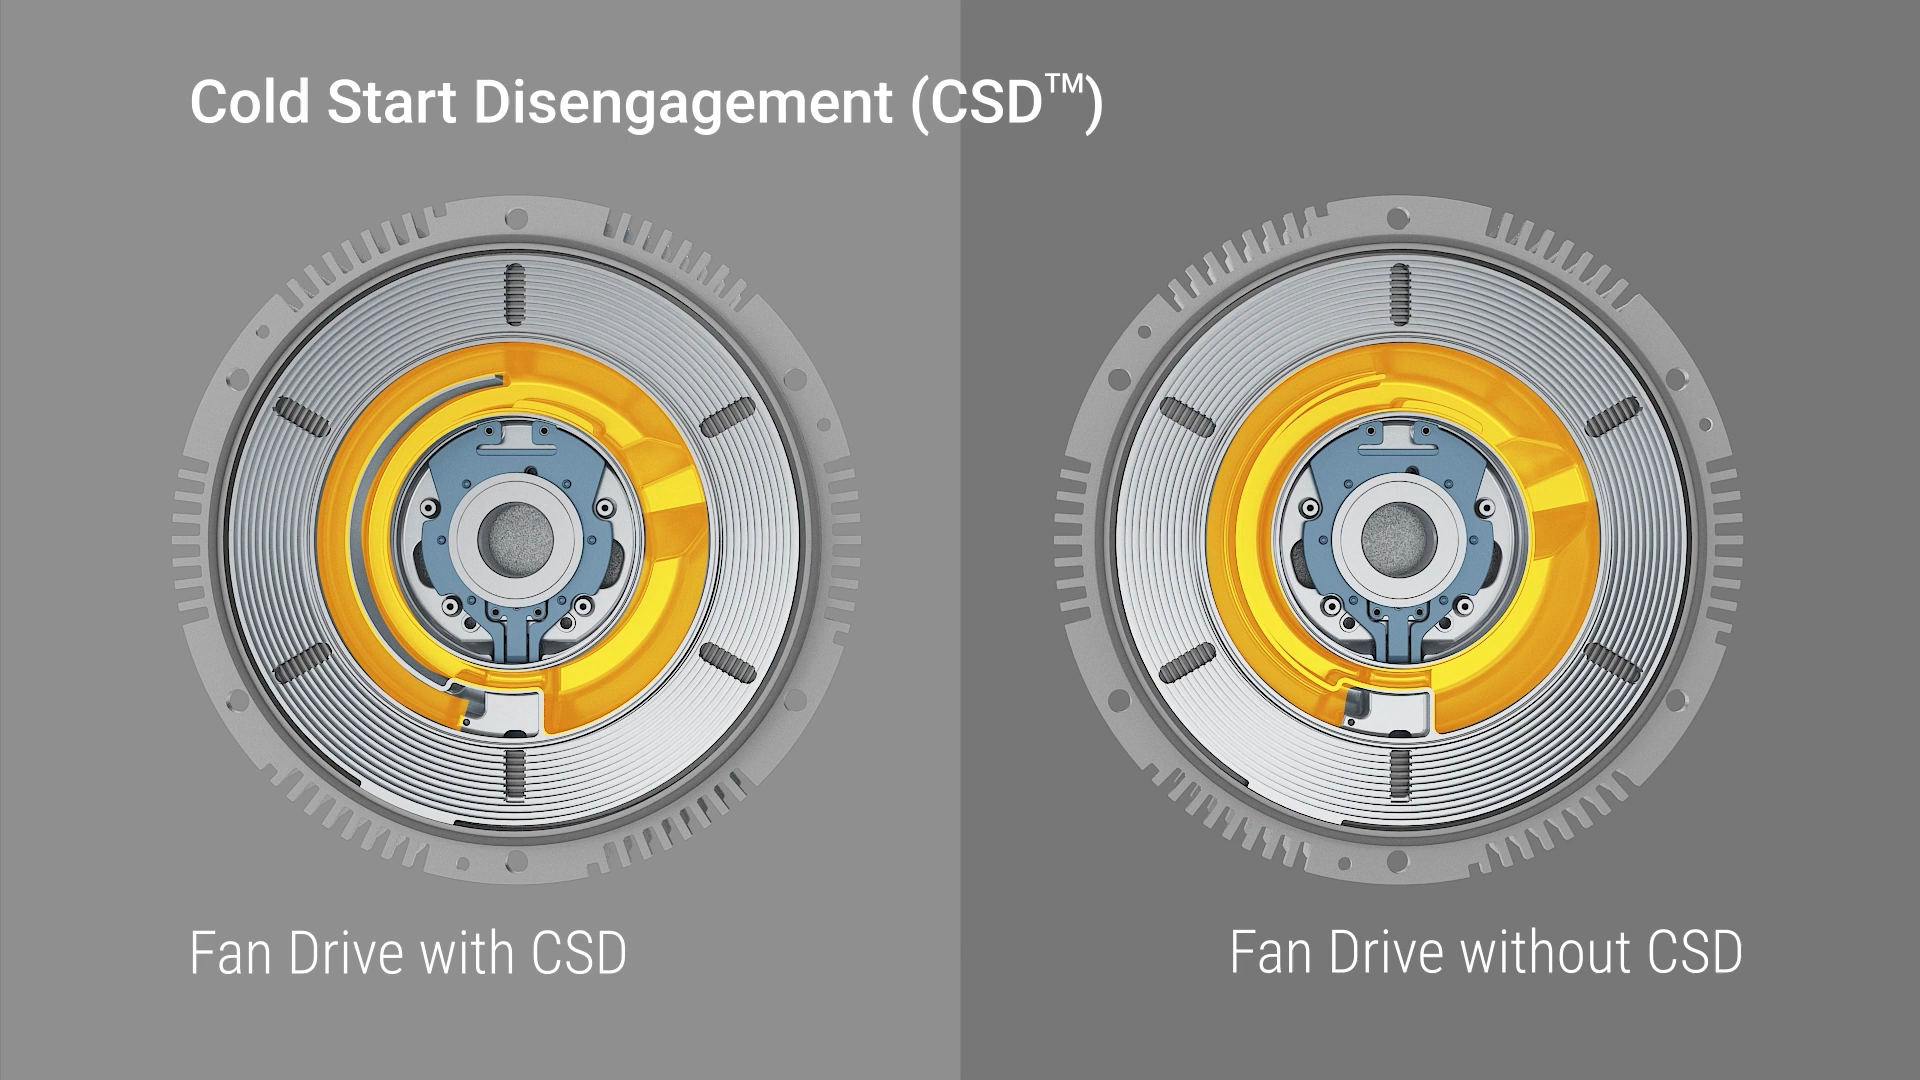 Cold Start Disengagement (CSD™)
Fan Drive with CSD
Fan Drive without CSD